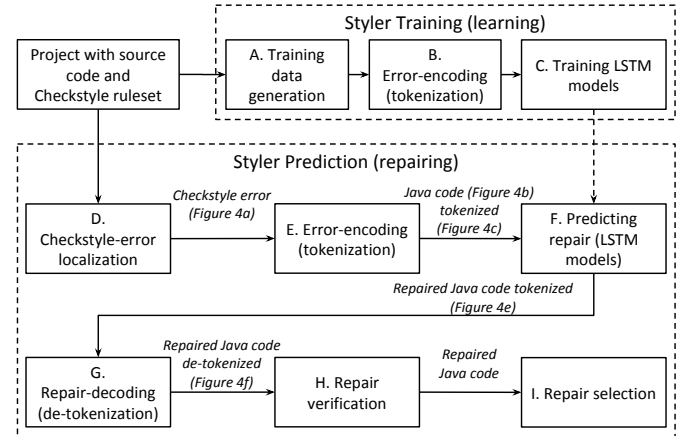 Styler Training (learning)
Project with source
code and
Checkstyle ruleset
A. Training
data
generation
B.
Error-encoding
(tokenization)
C. Training LSTM
models
Styler Prediction (repairing)
D.
Checkstyle-error
localization
Checkstyle error
(Figure 4a)
E. Error-encoding
(tokenization)
Java code (Figure 4b)
tokenized
(Figure 4c)
F. Predicting
repair (LSTM
models)
Repaired Java code tokenized
(Figure 4e)
G.
Repair-decoding
(de-tokenization)
Repaired Java code
de-tokenized
(Figure 4f)
H. Repair
verification
Repaired
Java code
I. Repair selection